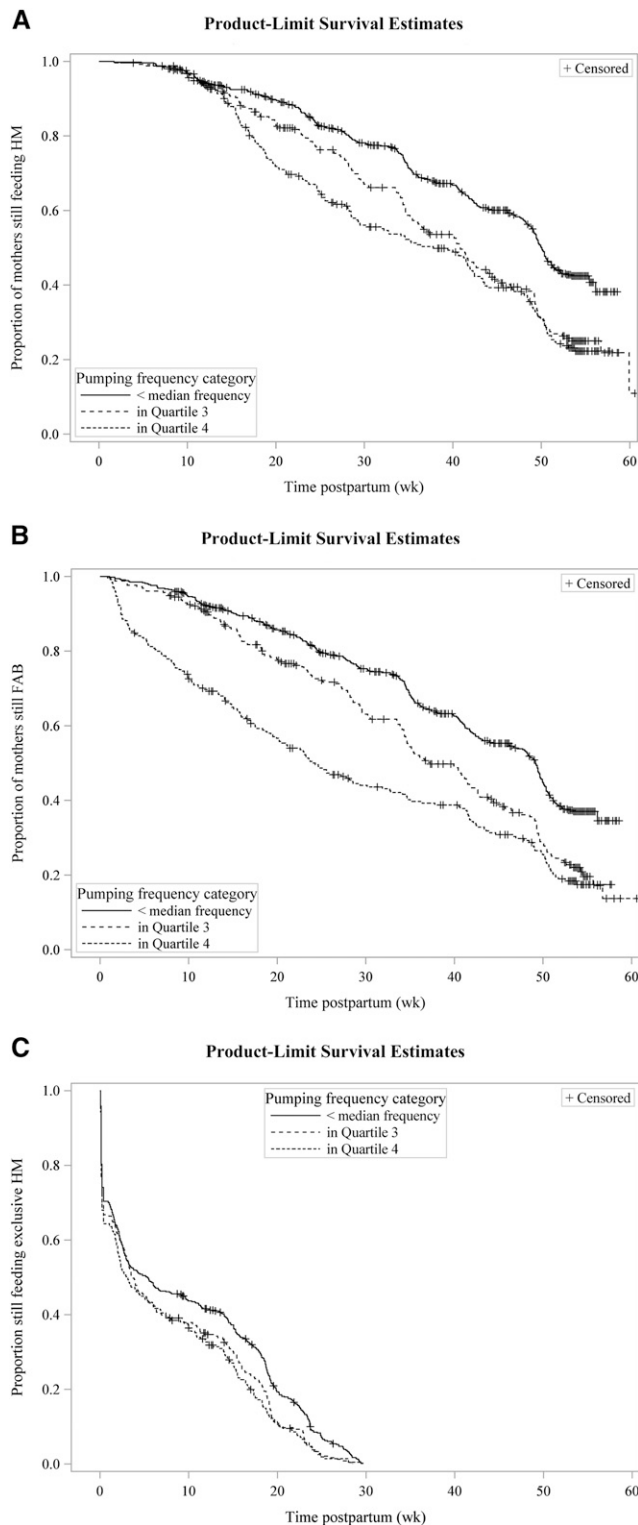 A
Product-Limit Survival Estimates
1.0
+ Censored
0.8
0.6
0.4
0.2
0.0
Proportion of mothers still feeding HM
Pumping frequency category
< median frequency
in Quartile 3
in Quartile 4
0 10 20 30 40 50 60
Time postpartum (wk)
B
Product-Limit Survival Estimates
1.0
+ Censored
0.8
0.6
0.4
0.2
0.0
Proportion of mothers still FAB
Pumping frequency category
< median frequency
in Quartile 3
in Quartile 4
0 10 20 30 40 50 60
Time postpartum (wk)
C
Product-Limit Survival Estimates
1.0
Pumping frequency category
< median frequency
in Quartile 3
in Quartile 4
+ Censored
0.8
0.6
0.4
0.2
0.0
Proportion still feeding exclusive HM
0 10 20 30 40 50 60
Time postpartum (wk)